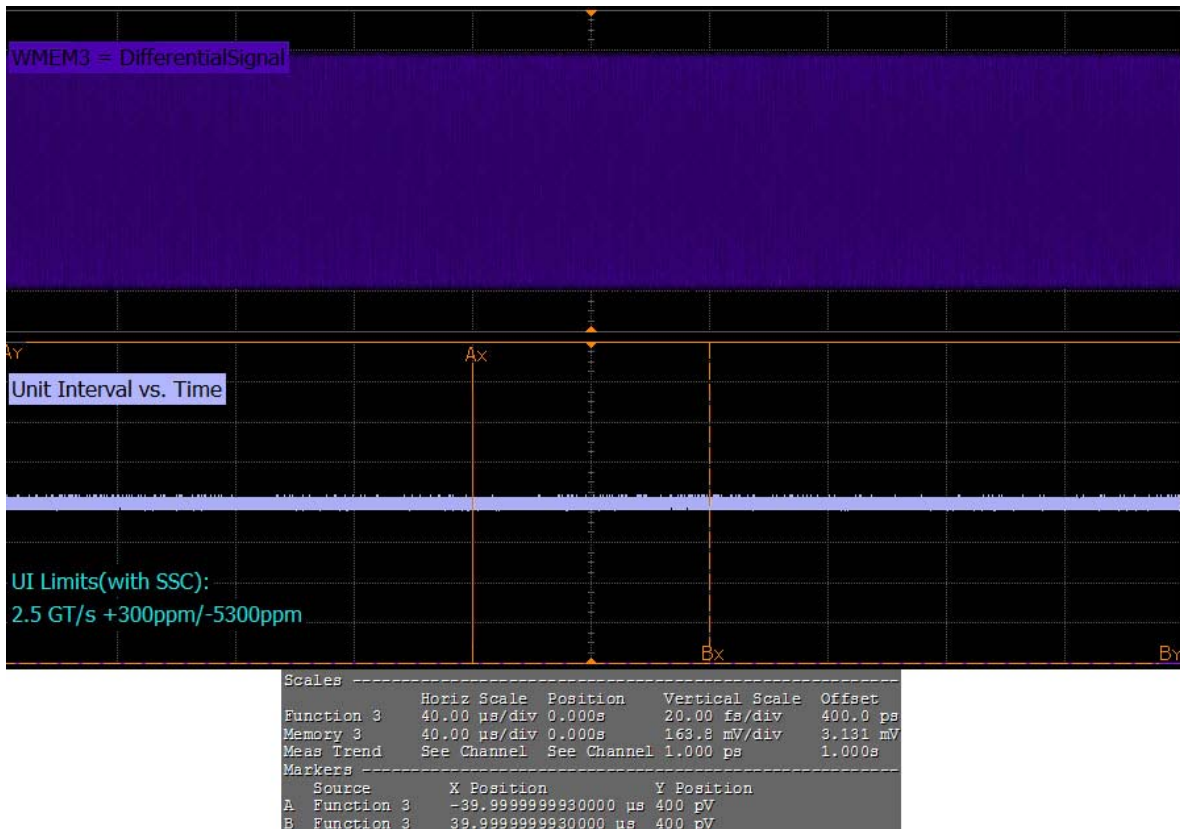 WMEM3 = DifferentialSignal
AY
Ax
Unit Interval vs. Time
UI Limits(with SSC):
2.5 GT/s +300ppm/-5300ppm
Bx
BY
Scales
Horiz Scale Position Vertical Scale Offset
Function 3 40.00 µs/div 0.000s 20.00 fs/div 400.0 ps
Memory 3 40.00 µs/div 0.000s 163.8 mV/div 3.131 mV
Meas Trend See Channel See Channel 1.000 ps 1.000s
Markers
Source X Position Y Position
A Function 3 -39.9999999930000 µs 400 pV
B Function 3 39.9999999930000 µs 400 pV